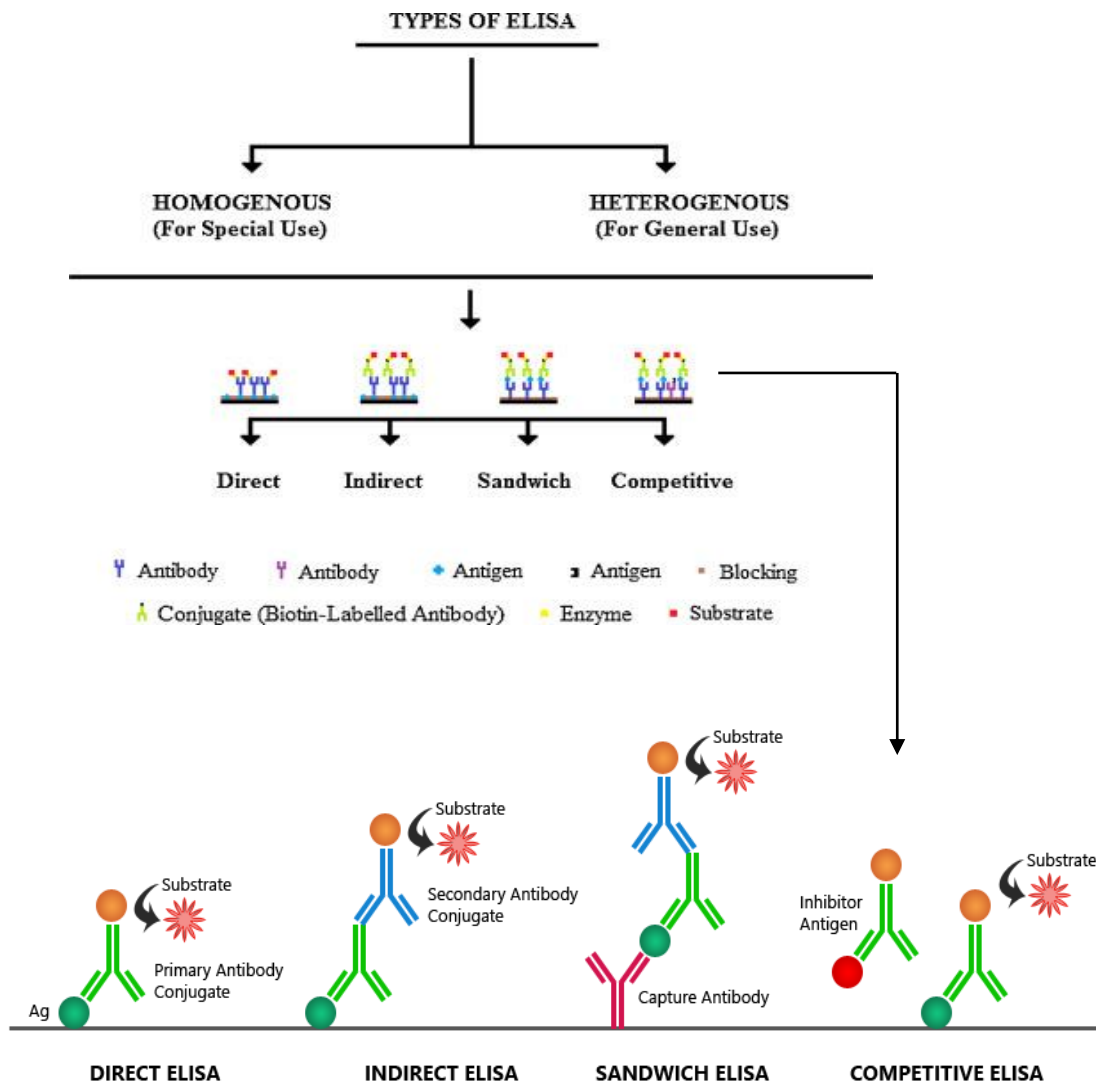 TYPES OF ELISA
HOMOGENOUS
(For Special Use)
HETEROGENOUS
(For General Use)
Direct
Indirect
Sandwich
Competitive
Antibody
Antibody
Antigen
Antigen
Blocking
Conjugate (Biotin-Labelled Antibody)
Enzyme
Substrate
Substrate
Primary Antibody
Conjugate
Ag
DIRECT ELISA
Substrate
Secondary Antibody
Conjugate
INDIRECT ELISA
Substrate
Capture Antibody
SANDWICH ELISA
Inhibitor
Antigen
Substrate
COMPETITIVE ELISA